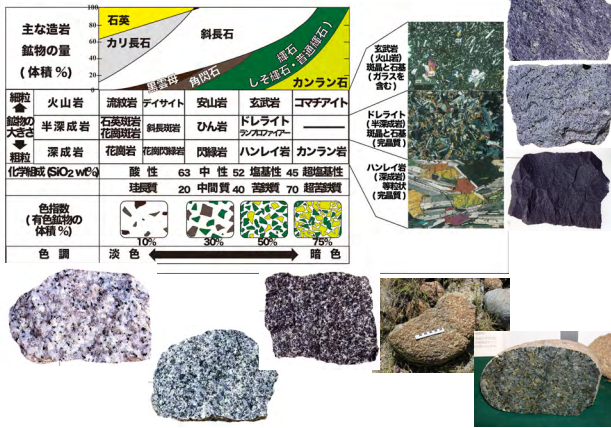 主な造岩
鉱物の量
(体積%)
100
80
60
40
20
0
石英
カリ長石
斜長石
黒雲母
角閃石
輝石
しそ輝石・普通輝石)
カンラン石
細粒
鉱物の
大きさ
粗粒
火山岩 流紋岩 デイサイト 安山岩 玄武岩 コマチアイト
半深成岩 石英斑岩 花崗斑岩 斜長斑岩 ひん岩 ドレライト ランプロファイアー
深成岩 花崗岩 花崗閃緑岩 閃緑岩 ハンレイ岩 カンラン岩
化学組成(SiO2 wt%) 酸性 63 中性 52 塩基性 45 超塩基性
珪長質 20 中間質 40 苦鉄質 70 超苦鉄質
色指数
(有色鉱物の
体積%)
10% 30% 50% 75%
色調 淡色 暗色
玄武岩
(火山岩)
斑晶と石基
(ガラスを
含む)
ドレライト
(半深成岩)
斑晶と石基
(完晶質)
ハンレイ岩
(深成岩)
等粒状
(完晶質)